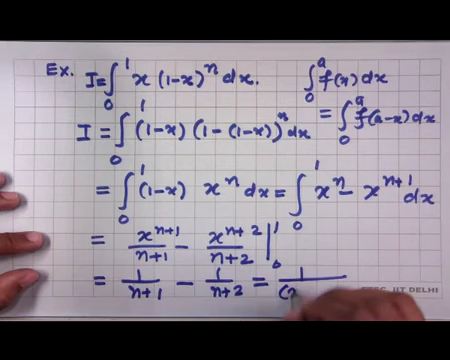 Ex. I = ∫₀¹ x (1-x)ⁿ dx. ∫₀ᵃ f(x) dx
I = ∫₀¹ (1-x) (1-(1-x))ⁿ dx = ∫₀ᵃ f(a-x) dx
= ∫₀¹ (1-x) xⁿ dx = ∫₀¹ xⁿ - xⁿ⁺¹ dx
= xⁿ⁺¹/n+1 - xⁿ⁺²/n+2 |₀¹
= 1/n+1 - 1/n+2 = 1/(
IIT DELHI